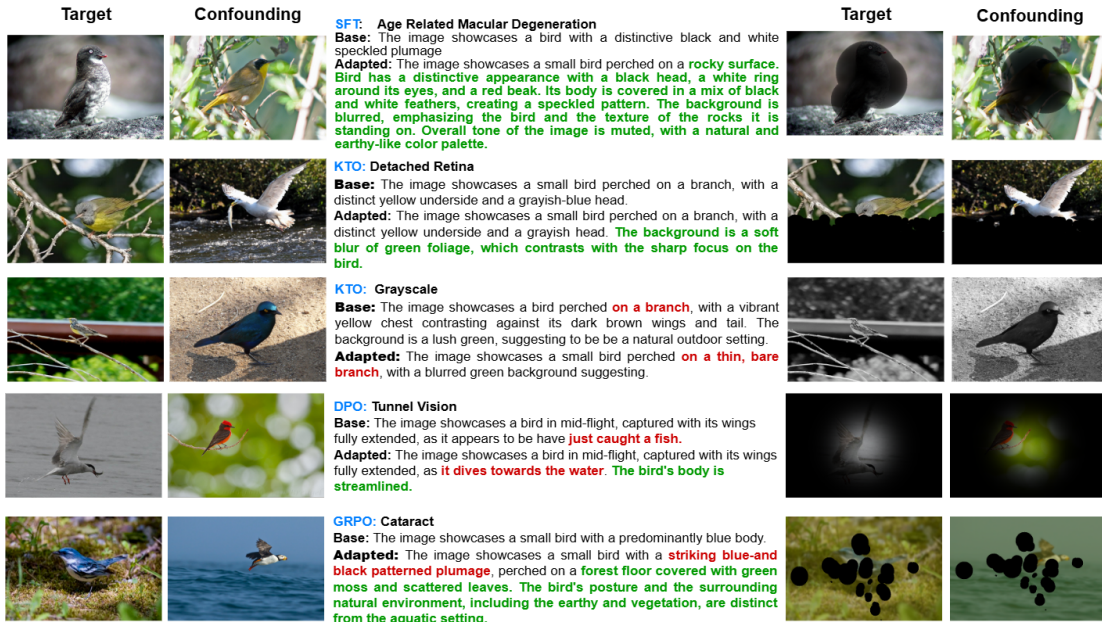 Target
Confounding
SFT: Age Related Macular Degeneration
Base: The image showcases a bird with a distinctive black and white
speckled plumage
Adapted: The image showcases a small bird perched on a rocky surface.
Bird has a distinctive appearance with a black head, a white ring
around its eyes, and a red beak. Its body is covered in a mix of black
and white feathers, creating a speckled pattern. The background is
blurred, emphasizing the bird and the texture of the rocks it is
standing on. Overall tone of the image is muted, with a natural and
earthy-like color palette.
Target
Confounding
KTO: Detached Retina
Base: The image showcases a small bird perched on a branch, with a
distinct yellow underside and a grayish-blue head.
Adapted: The image showcases a small bird perched on a branch, with a
distinct yellow underside and a grayish head. The background is a soft
blur of green foliage, which contrasts with the sharp focus on the
bird.
KTO: Grayscale
Base: The image showcases a bird perched on a branch, with a vibrant
yellow chest contrasting against its dark brown wings and tail. The
background is a lush green, suggesting to be be a natural outdoor setting.
Adapted: The image showcases a small bird perched on a thin, bare
branch, with a blurred green background suggesting.
DPO: Tunnel Vision
Base: The image showcases a bird in mid-flight, captured with its wings
fully extended, as it appears to be have just caught a fish.
Adapted: The image showcases a bird in mid-flight, captured with its wings
fully extended, as it dives towards the water. The bird's body is
streamlined.
GRPO: Cataract
Base: The image showcases a small bird with a predominantly blue body.
Adapted: The image showcases a small bird with a striking blue-and
black patterned plumage, perched on a forest floor covered with green
moss and scattered leaves. The bird's posture and the surrounding
natural environment, including the earthy and vegetation, are distinct
from the aquatic setting.